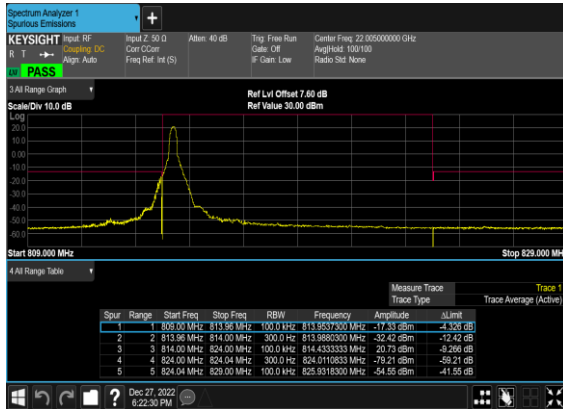 Spectrum Analyzer 1
Spurious Emissions
+
KEYSIGHT Input: RF Input Z: 50 Ω Atten: 40 dB Trig: Free Run Center Freq: 22.005000000 GHz
R T Coupling: DC Corr CCorr Gate: Off Avg|Hold: 100/100
Align: Auto Freq Ref: Int (S) IF Gain: Low Radio Std: None
PASS
3 All Range Graph
Ref Lvl Offset 7.60 dB
Scale/Div 10.0 dB Ref Value 30.00 dBm
Log
20.0
10.0
0.00
-10.0
-20.0
-30.0
-40.0
-50.0
-60.0
Start 809.000 MHz Stop 829.000 MHz
4 All Range Table
Measure Trace Trace 1
Trace Type Trace Average (Active)
Spur Range Start Freq Stop Freq RBW Frequency Amplitude ΔLimit
1 1 809.00 MHz 813.96 MHz 100.0 kHz 813.9537300 MHz -17.33 dBm -4.326 dB
2 2 813.96 MHz 814.00 MHz 300.0 Hz 813.9880000 MHz -32.42 dBm -12.42 dB
3 3 814.00 MHz 824.00 MHz 100.0 kHz 814.4333333 MHz 20.73 dBm -9.266 dB
4 4 824.00 MHz 824.04 MHz 300.0 Hz 824.0110833 MHz -79.21 dBm -59.21 dB
5 5 824.04 MHz 829.00 MHz 100.0 kHz 825.9318300 MHz -54.55 dBm -41.55 dB
? Dec 27, 2022
6:22:30 PM